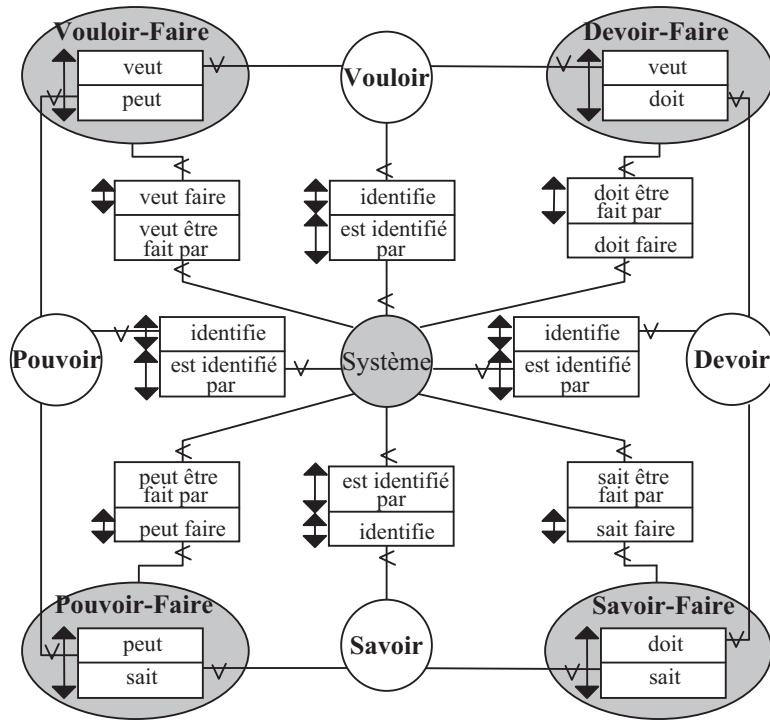 Vouloir-Faire
veut
peut
Vouloir
Devoir-Faire
veut
doit
veut faire
veut être
fait par
identifie
est identifié
par
doit être
fait par
doit faire
Pouvoir
identifie
est identifié
par
Système
identifie
est identifié
par
Devoir
peut être
fait par
peut faire
est identifié
par
identifie
sait être
fait par
sait faire
Pouvoir-Faire
peut
sait
Savoir
Savoir-Faire
doit
sait